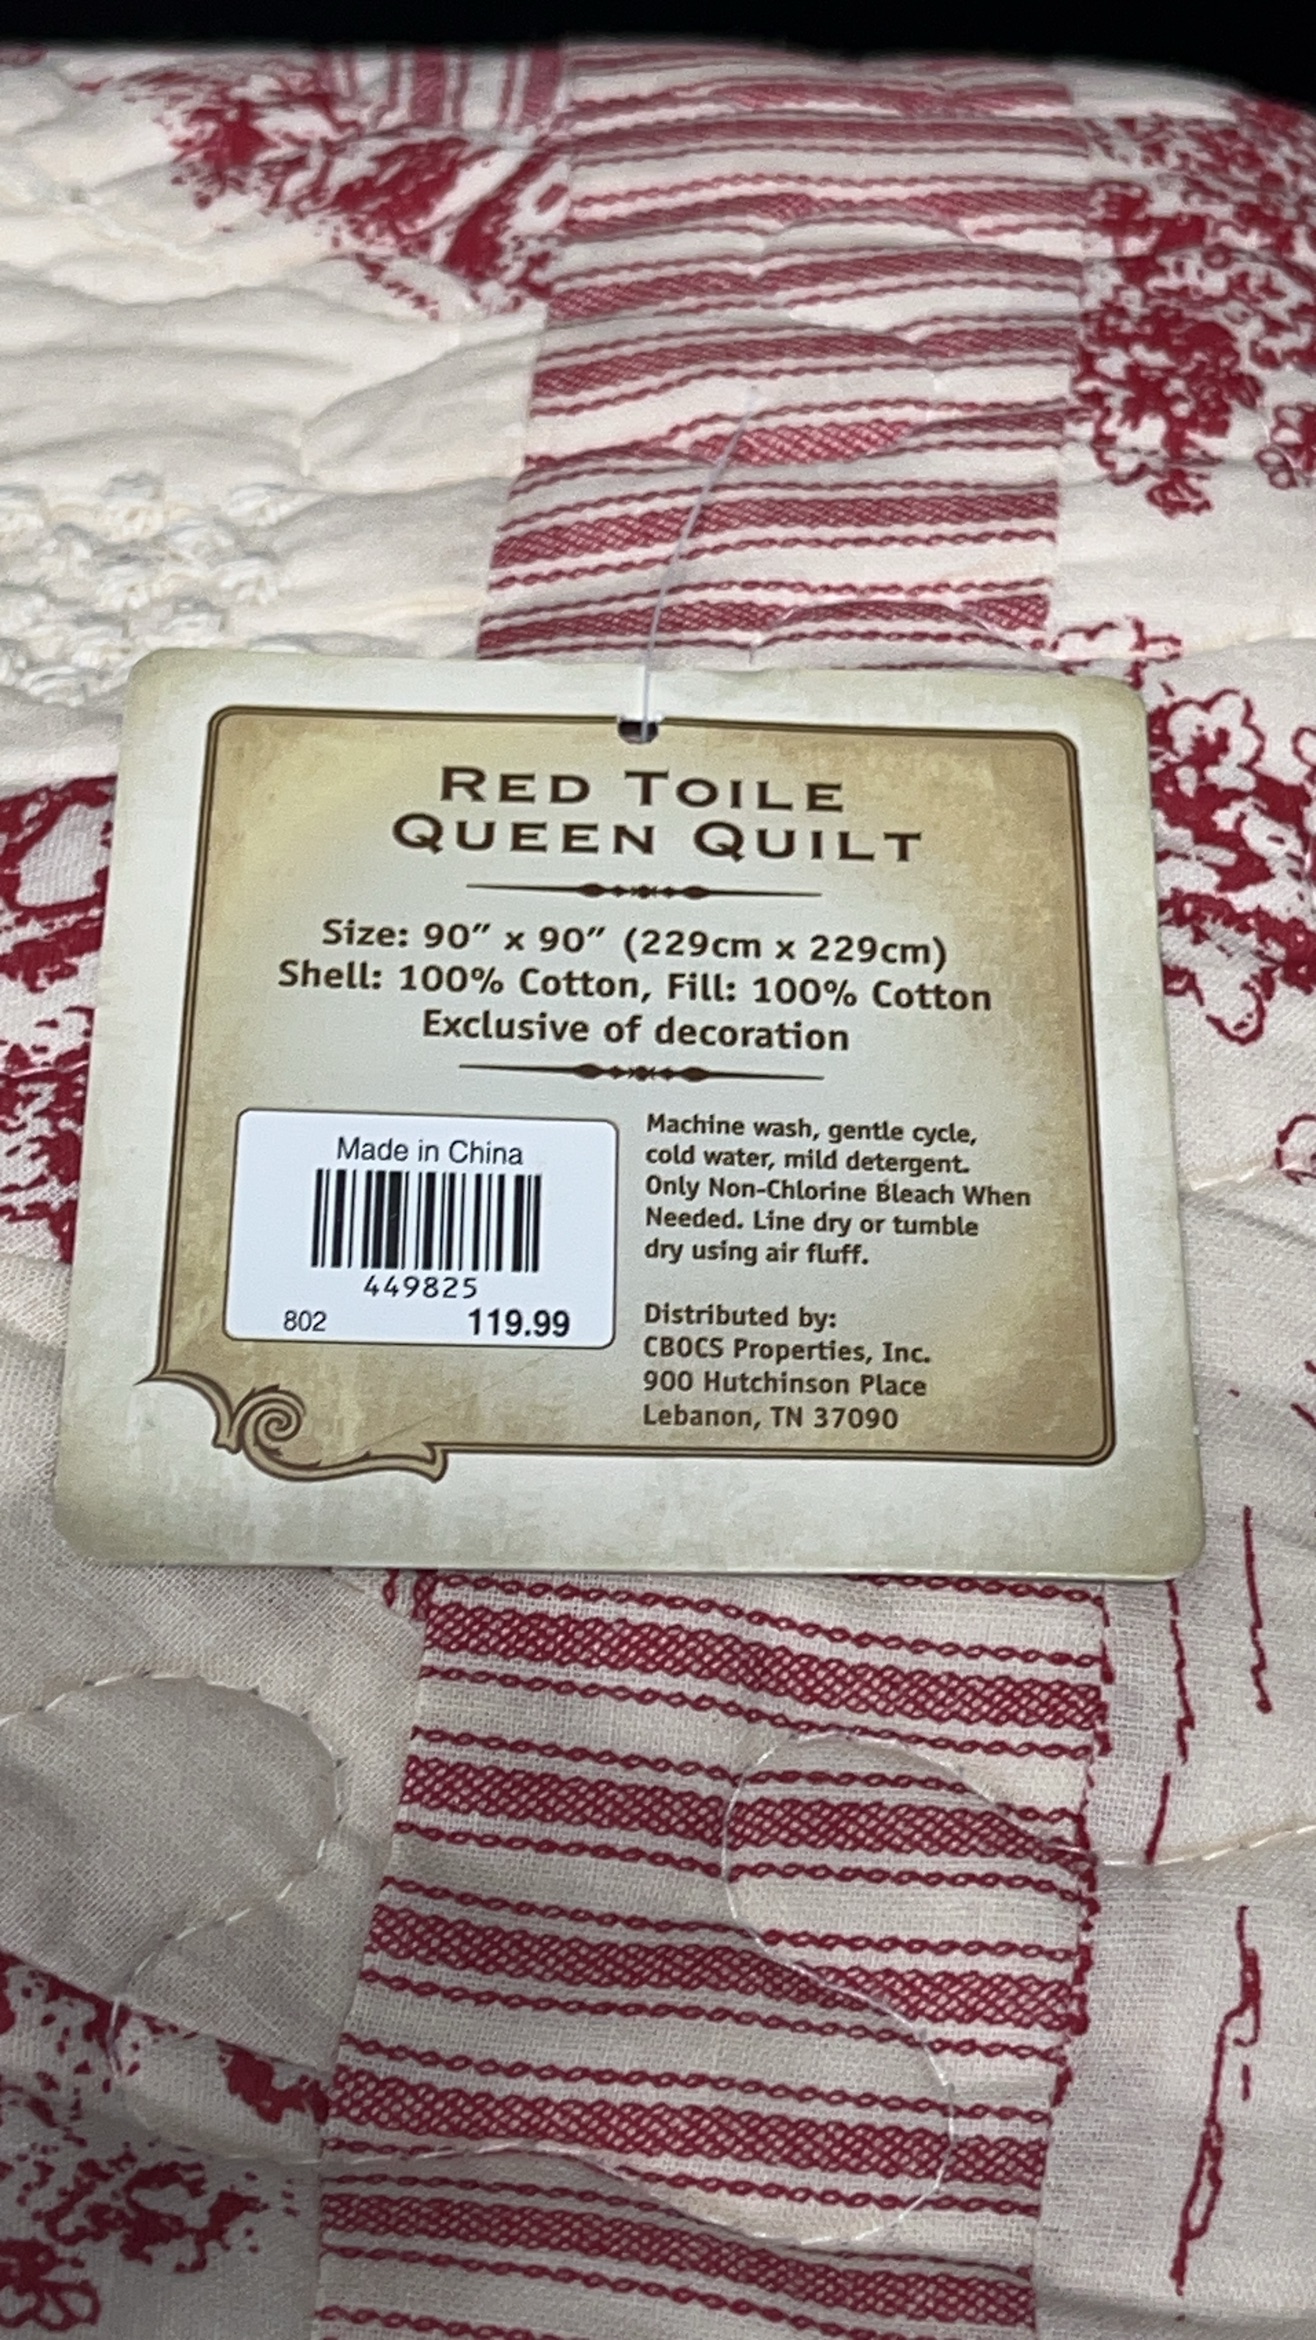 RED TOILE
QUEEN QUILT
Size: 90" x 90" (229cm x 229cm)
Shell: 100% Cotton, Fill: 100% Cotton
Exclusive of decoration
Made in China
449825
802 119.99
Machine wash, gentle cycle,
cold water, mild detergent.
Only Non-Chlorine Bleach When
Needed. Line dry or tumble
dry using air fluff.
Distributed by:
CBOCS Properties, Inc.
900 Hutchinson Place
Lebanon, TN 37090